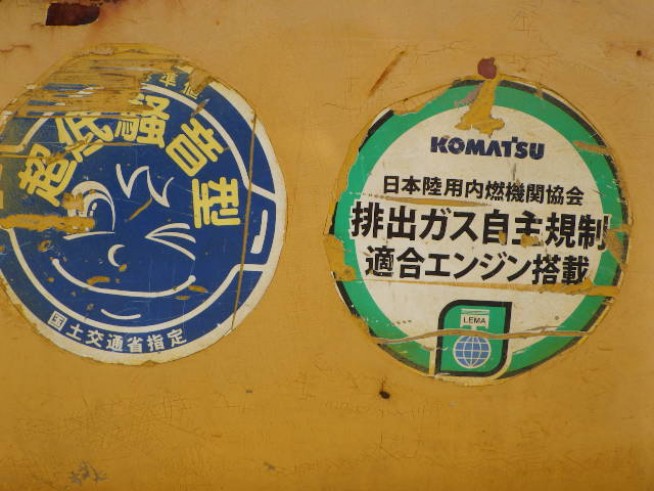 準値
超低騒音型
国土交通省指定
KOMATSU
日本陸用内燃機関協会
排出ガス自主規制
適合エンジン搭載
LEMA